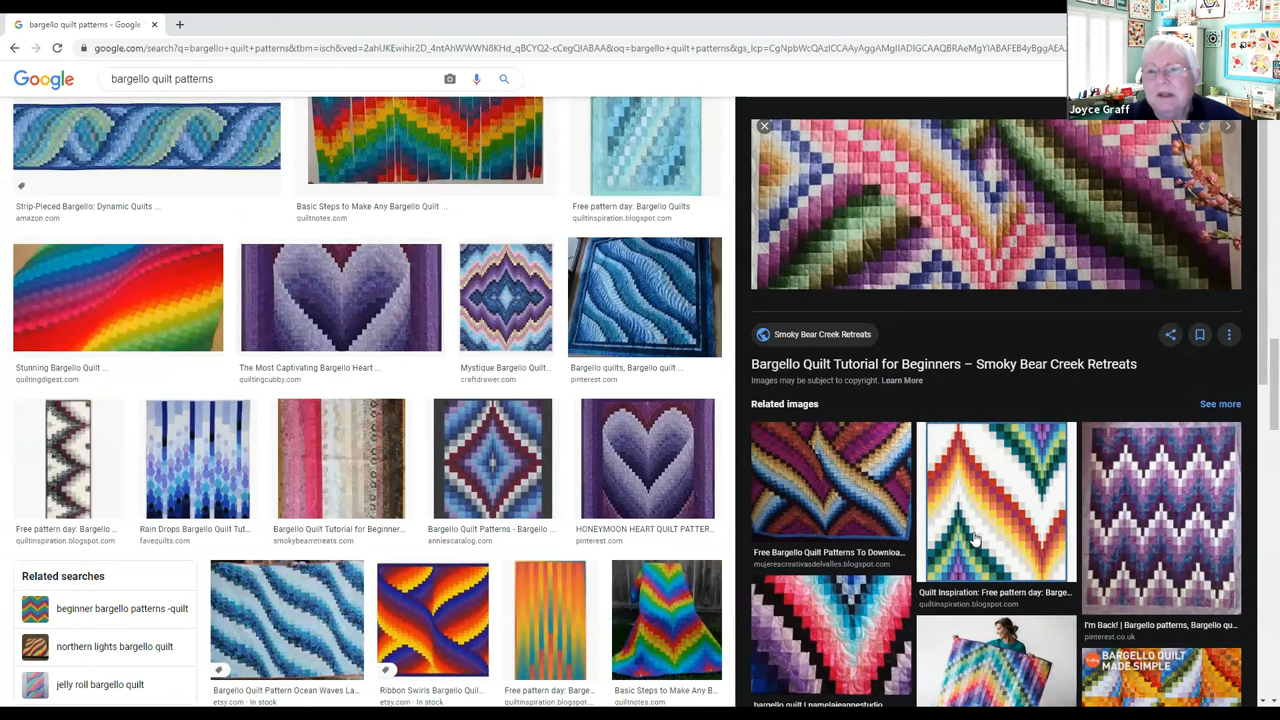 bargello quilt patterns - Google
google.com/search?q=bargello+quilt+patterns&tbm=isch&ved=2ahUKEwihir2D_4ntAhWWWN8KHd_qBCYQ2-cCegQIABAA&oq=bargello+quilt+patterns&gs_lcp=CgNpbWcQAzICCAAyAggAMgIIADIGCAAQBRAeMgYIABAFEB4yBggAEA
Google
bargello quilt patterns
Joyce Graff
Strip-Pieced Bargello: Dynamic Quilts ...
amazon.com
Basic Steps to Make Any Bargello Quilt ...
quiltnotes.com
Free pattern day: Bargello Quilts
quiltinspiration.blogspot.com
Stunning Bargello Quilt ...
quiltingdigest.com
The Most Captivating Bargello Heart ...
quiltingcubby.com
Mystique Bargello Quilt...
craftdrawer.com
Bargello quilts, Bargello quilt ...
pinterest.com
Free pattern day: Bargello ...
quiltinspiration.blogspot.com
Rain Drops Bargello Quilt Tut...
favequilts.com
Bargello Quilt Tutorial for Beginner...
smokybearretreats.com
Bargello Quilt Patterns - Bargello ...
anniescatalog.com
HONEYMOON HEART QUILT PATTER...
pinterest.com
Related searches
beginner bargello patterns -quilt
northern lights bargello quilt
jelly roll bargello quilt
Bargello Quilt Pattern Ocean Waves La...
etsy.com · In stock
Ribbon Swirls Bargello Quil...
etsy.com · In stock
Free pattern day: Barge...
quiltinspiration.blogspot...
Basic Steps to Make Any B...
quiltnotes.com
Smoky Bear Creek Retreats
Bargello Quilt Tutorial for Beginners – Smoky Bear Creek Retreats
Images may be subject to copyright. Learn More
Related images
See more
Free Bargello Quilt Patterns To Downloa...
mujerescreativasdelvalles.blogspot.com
Quilt Inspiration: Free pattern day: Barge...
quiltinspiration.blogspot.com
I'm Back! | Bargello patterns, Bargello qu...
pinterest.co.uk
BARGELLO QUILT
MADE SIMPLE
bargello quilt | pamelajeannestudio